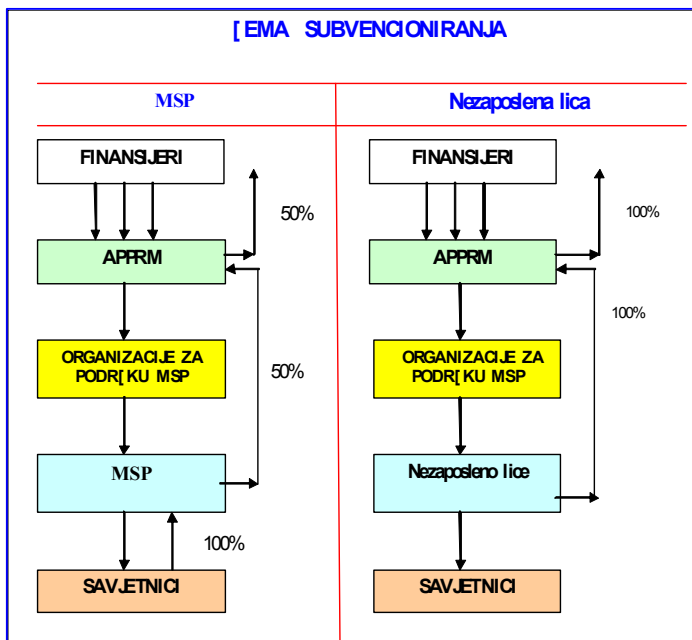 [EMA SUBVENCIONIRANJA
MSP
Nezaposlena lica
FINANSIJERI
FINANSIJERI
50%
100%
APPRM
APPRM
100%
ORGANIZACIJE ZA
PODR[KU MSP
50%
ORGANIZACIJE ZA
PODR[KU MSP
MSP
Nezaposleno lice
100%
SAVJETNICI
SAVJETNICI